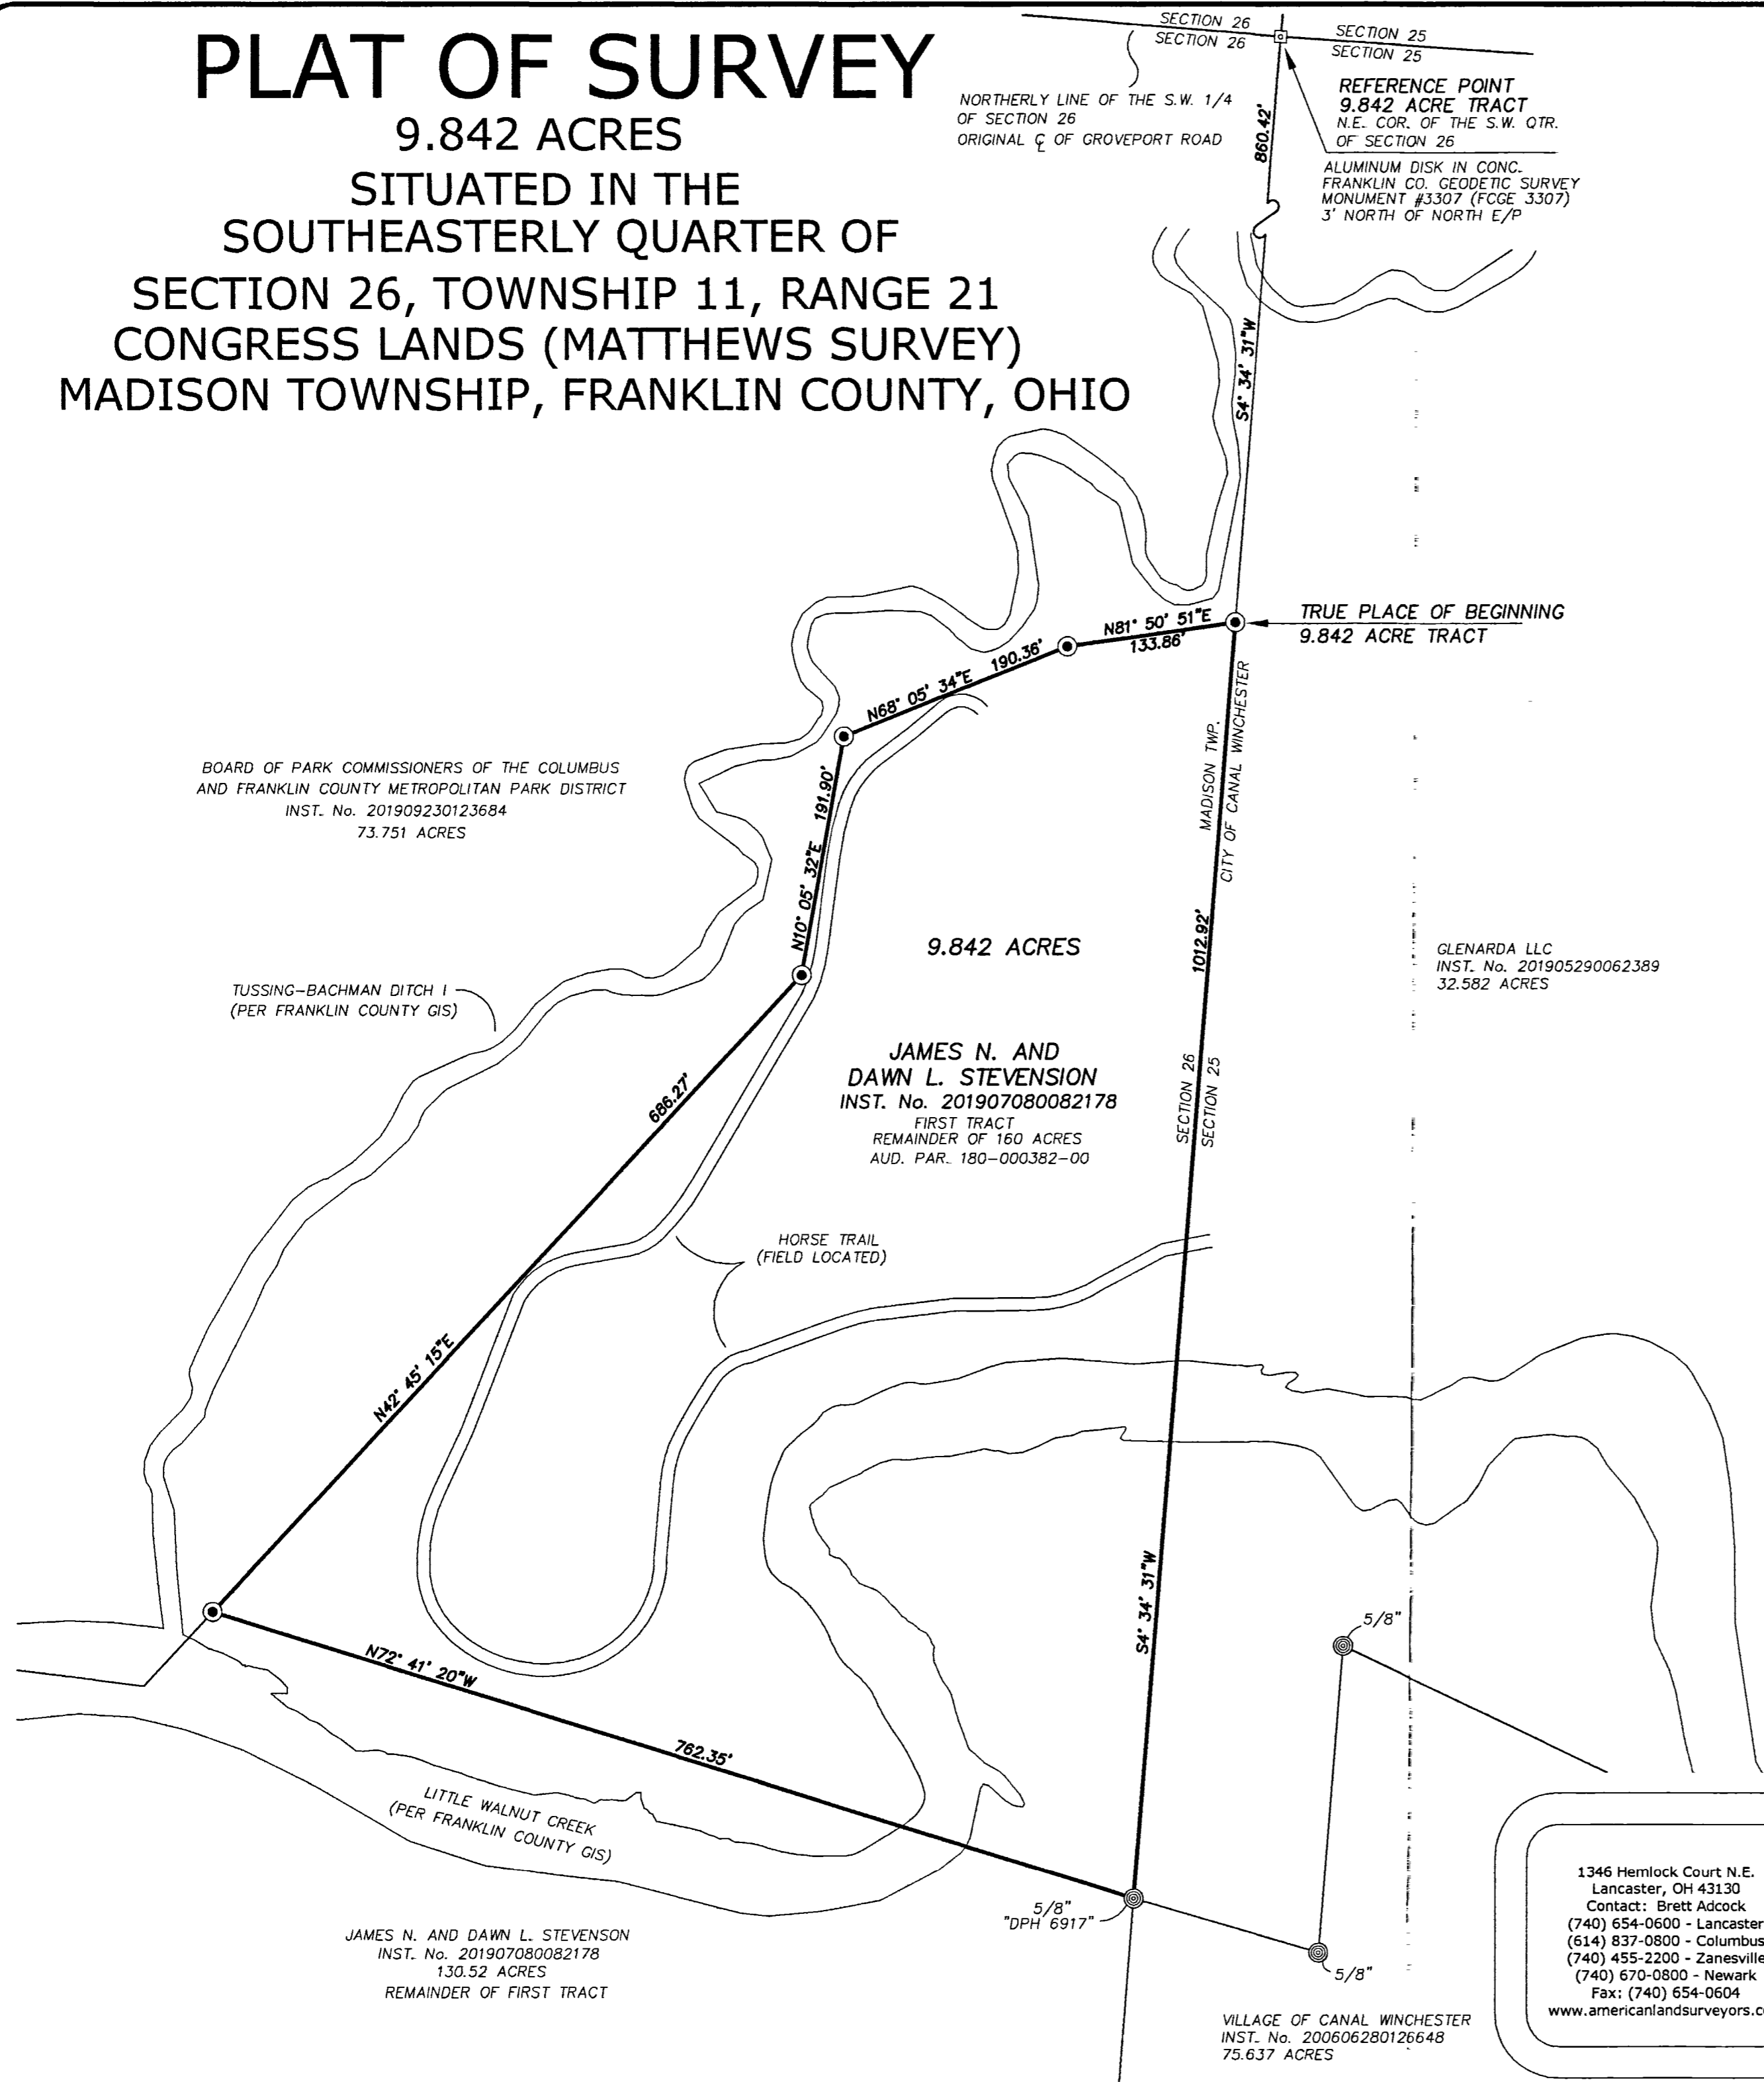 PLAT OF SURVEY
9.842 ACRES
SITUATED IN THE
SOUTHEASTERLY QUARTER OF
SECTION 26, TOWNSHIP 11, RANGE 21
CONGRESS LANDS (MATTHEWS SURVEY)
MADISON TOWNSHIP, FRANKLIN COUNTY, OHIO
SECTION 26
SECTION 26
SECTION 25
SECTION 25
NORTHERLY LINE OF THE S.W. 1/4
OF SECTION 26
ORIGINAL ℄ OF GROVEPORT ROAD
REFERENCE POINT
9.842 ACRE TRACT
N.E. COR. OF THE S.W. QTR.
OF SECTION 26
ALUMINUM DISK IN CONC.
FRANKLIN CO. GEODETIC SURVEY
MONUMENT #3307 (FCGE 3307)
3' NORTH OF NORTH E/P
860.42'
S4° 34' 31"W
TRUE PLACE OF BEGINNING
9.842 ACRE TRACT
N81° 50' 51"E
133.86'
N68° 05' 34"E 190.36'
N10° 05' 32"E 191.90'
MADISON TWP.
CITY OF CANAL WINCHESTER
BOARD OF PARK COMMISSIONERS OF THE COLUMBUS
AND FRANKLIN COUNTY METROPOLITAN PARK DISTRICT
INST. No. 201909230123684
73.751 ACRES
9.842 ACRES
1012.92'
GLENARDA LLC
INST. No. 201905290062389
32.582 ACRES
TUSSING-BACHMAN DITCH I
(PER FRANKLIN COUNTY GIS)
JAMES N. AND
DAWN L. STEVENSION
INST. No. 201907080082178
FIRST TRACT
REMAINDER OF 160 ACRES
AUD. PAR. 180-000382-00
SECTION 26
SECTION 25
686.27'
N42° 45' 15"E
HORSE TRAIL
(FIELD LOCATED)
S4° 34' 31"W
5/8"
N72° 41' 20"W
762.35'
LITTLE WALNUT CREEK
(PER FRANKLIN COUNTY GIS)
5/8"
"DPH 6917"
5/8"
JAMES N. AND DAWN L. STEVENSON
INST. No. 201907080082178
130.52 ACRES
REMAINDER OF FIRST TRACT
VILLAGE OF CANAL WINCHESTER
INST. No. 200606280126648
75.637 ACRES
1346 Hemlock Court N.E.
Lancaster, OH 43130
Contact: Brett Adcock
(740) 654-0600 - Lancaster
(614) 837-0800 - Columbus
(740) 455-2200 - Zanesville
(740) 670-0800 - Newark
Fax: (740) 654-0604
www.americanlandsurveyors.c